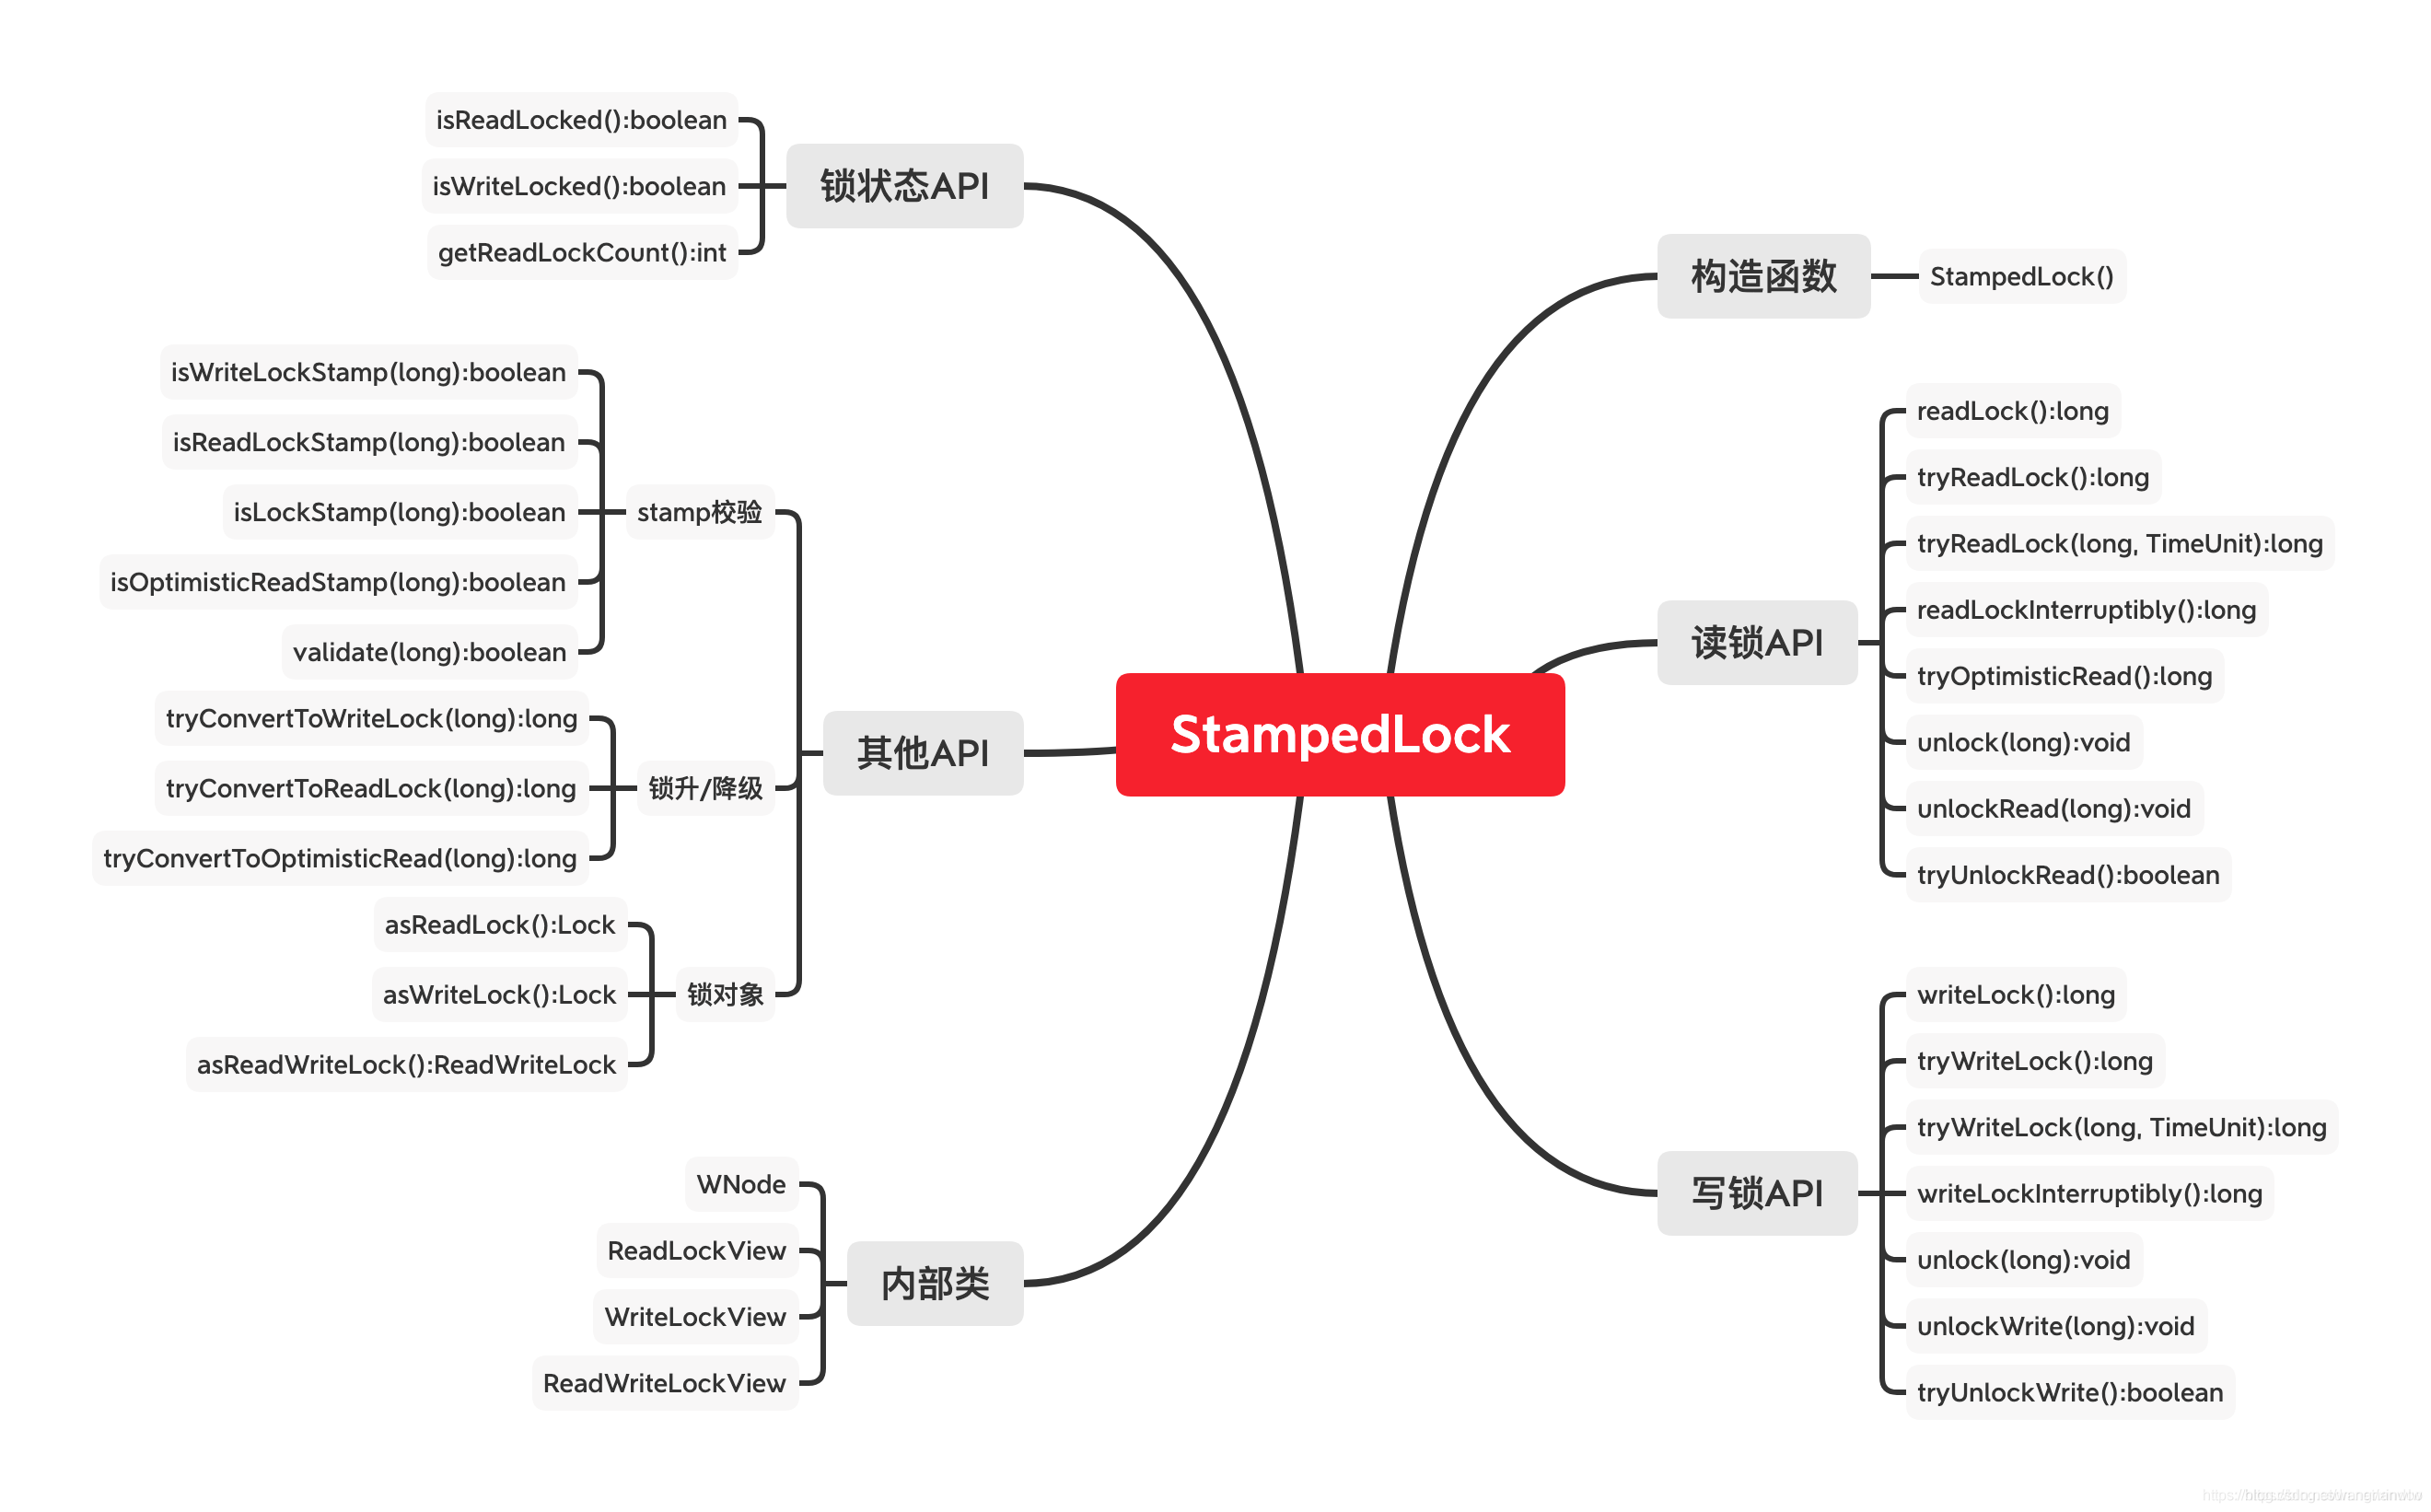 StampedLock
构造函数
StampedLock()
读锁API
readLock():long
tryReadLock():long
tryReadLock(long, TimeUnit):long
readLockInterruptibly():long
tryOptimisticRead():long
unlock(long):void
unlockRead(long):void
tryUnlockRead():boolean
写锁API
writeLock():long
tryWriteLock():long
tryWriteLock(long, TimeUnit):long
writeLockInterruptibly():long
unlock(long):void
unlockWrite(long):void
tryUnlockWrite():boolean
锁状态API
isReadLocked():boolean
isWriteLocked():boolean
getReadLockCount():int
其他API
stamp校验
isWriteLockStamp(long):boolean
isReadLockStamp(long):boolean
isLockStamp(long):boolean
isOptimisticReadStamp(long):boolean
validate(long):boolean
锁升/降级
tryConvertToWriteLock(long):long
tryConvertToReadLock(long):long
tryConvertToOptimisticRead(long):long
锁对象
asReadLock():Lock
asWriteLock():Lock
asReadWriteLock():ReadWriteLock
内部类
WNode
ReadLockView
WriteLockView
ReadWriteLockView